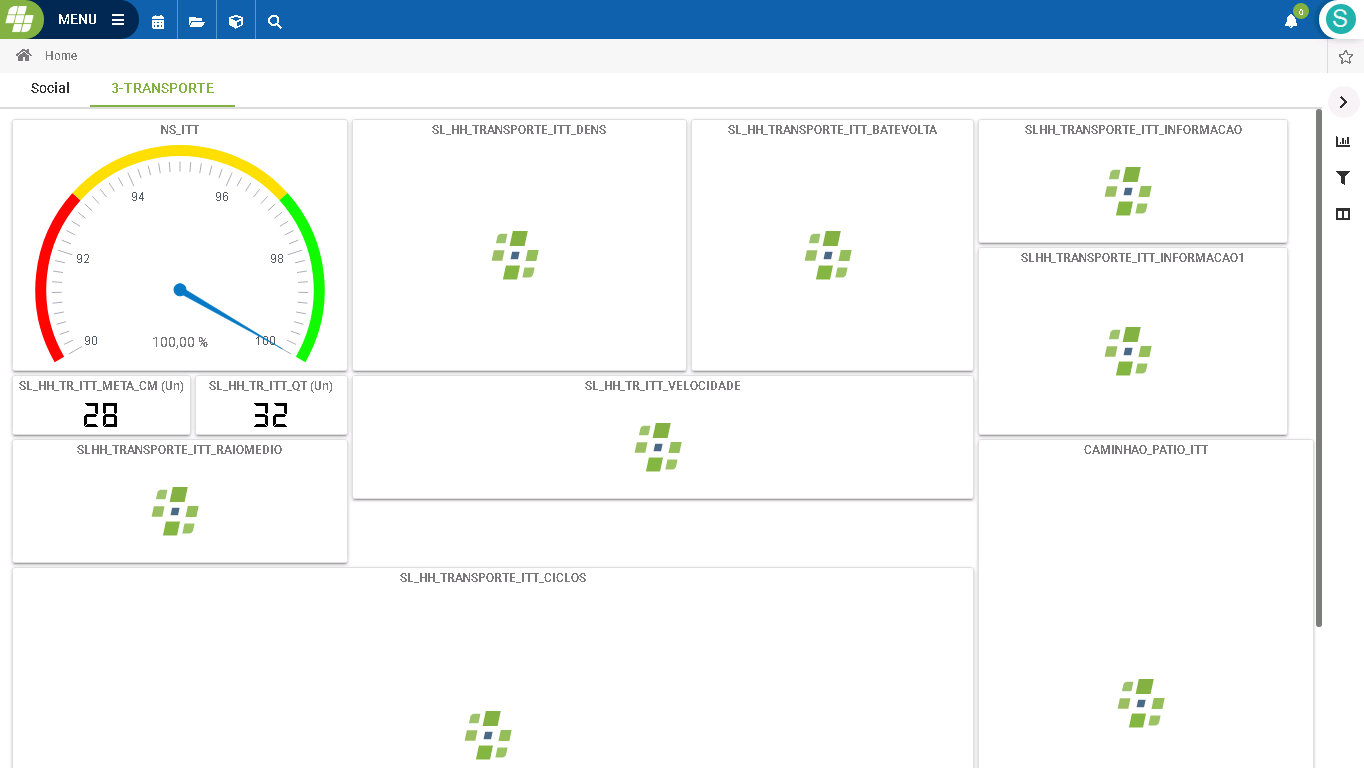 MENU
0
S
Home
Social
3-TRANSPORTE
NS_ITT
94
96
92
98
90
100,00 %
100
SL_HH_TRANSPORTE_ITT_DENS
SL_HH_TRANSPORTE_ITT_BATEVOLTA
SLHH_TRANSPORTE_ITT_INFORMACAO
SLHH_TRANSPORTE_ITT_INFORMACAO1
SL_HH_TR_ITT_META_CM (Un)
28
SL_HH_TR_ITT_QT (Un)
32
SL_HH_TR_ITT_VELOCIDADE
SLHH_TRANSPORTE_ITT_RAIOMEDIO
CAMINHAO_PATIO_ITT
SL_HH_TRANSPORTE_ITT_CICLOS